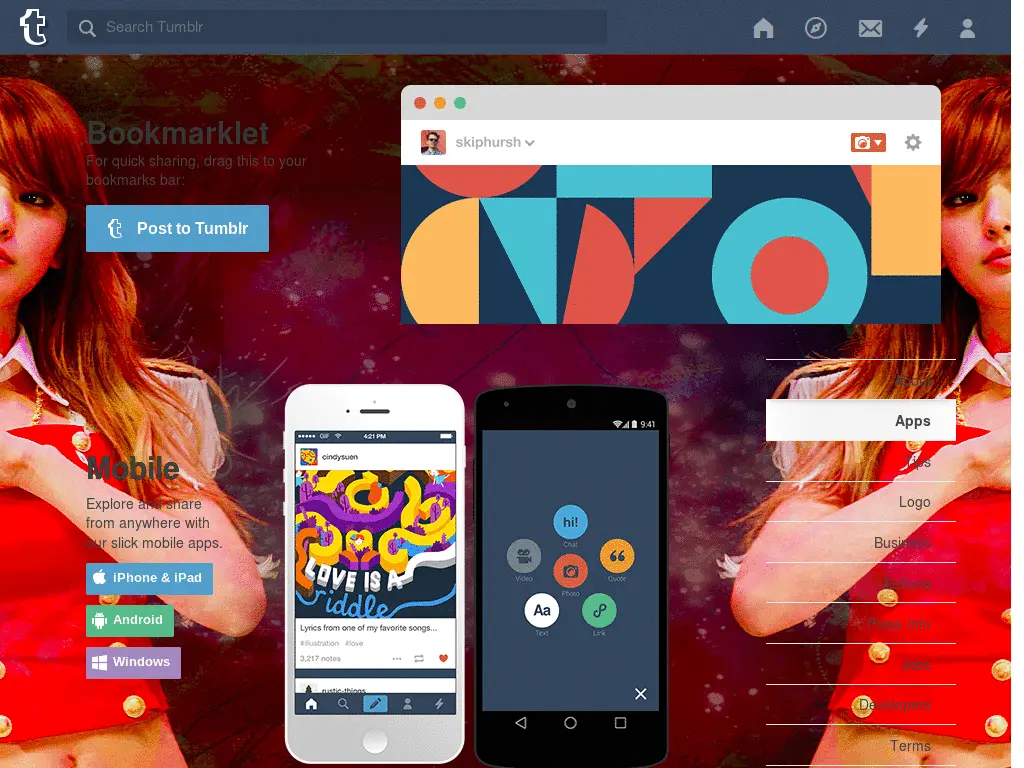 Search Tumblr
Bookmarklet
For quick sharing, drag this to your
bookmarks bar:
Post to Tumblr
skiphursh
Mobile
Explore and share
from anywhere with
our slick mobile apps.
iPhone & iPad
Android
Windows
GIF
4:21 PM
cindysuen
LOVE IS A
riddle
Lyrics from one of my favorite songs...
#illustration #love
3,217 notes
rustic-things
9:41
hi!
Chat
Video
Quote
Photo
Aa
Text
Link
About
Apps
Tips
Logo
Business
Buttons
Press Info
Jobs
Developers
Terms